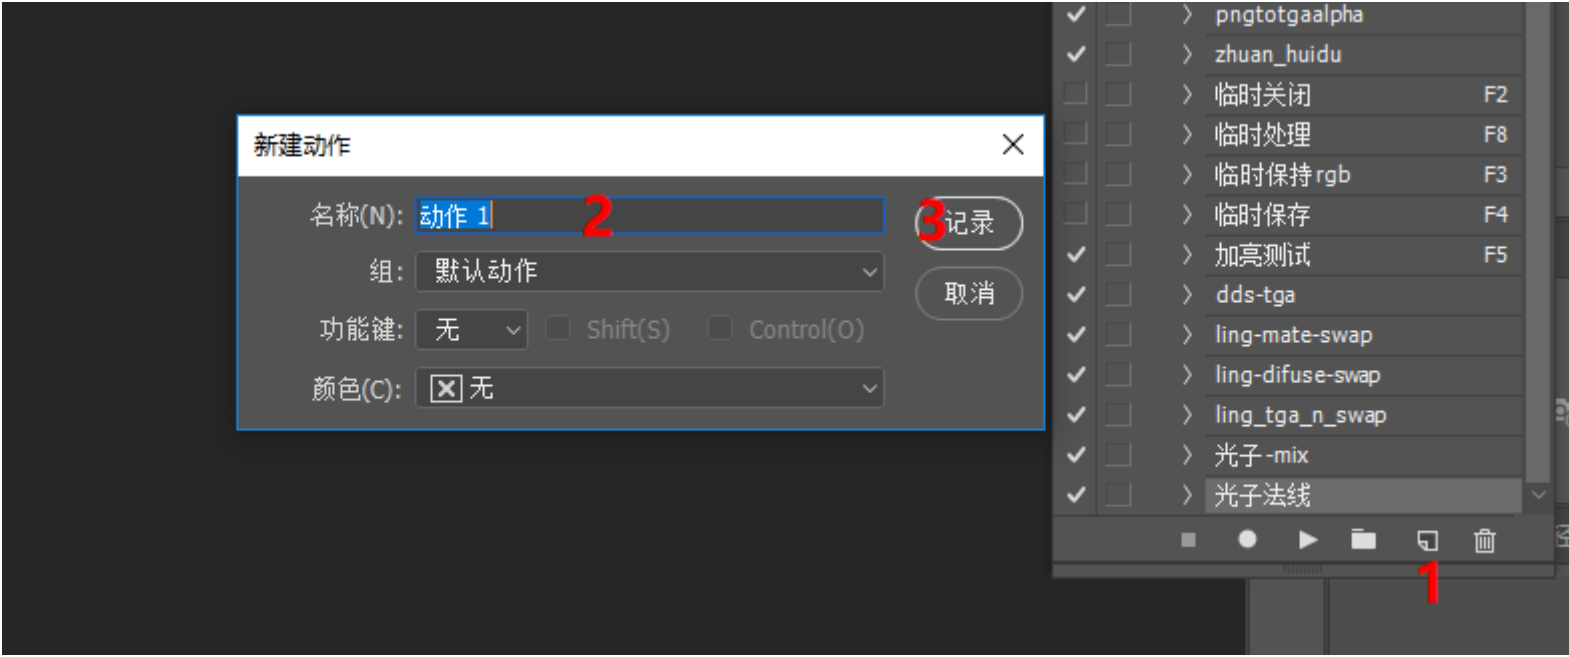 pngtotgaalpha
zhuan_huidu
临时关闭 F2
临时处理 F8
临时保持rgb F3
临时保存 F4
加亮测试 F5
dds-tga
ling-mate-swap
ling-difuse-swap
ling_tga_n_swap
光子-mix
光子法线
1
新建动作
名称(N): 动作 1 2
3 记录
组: 默认动作
取消
功能键: 无 Shift(S) Control(O)
颜色(C): 无